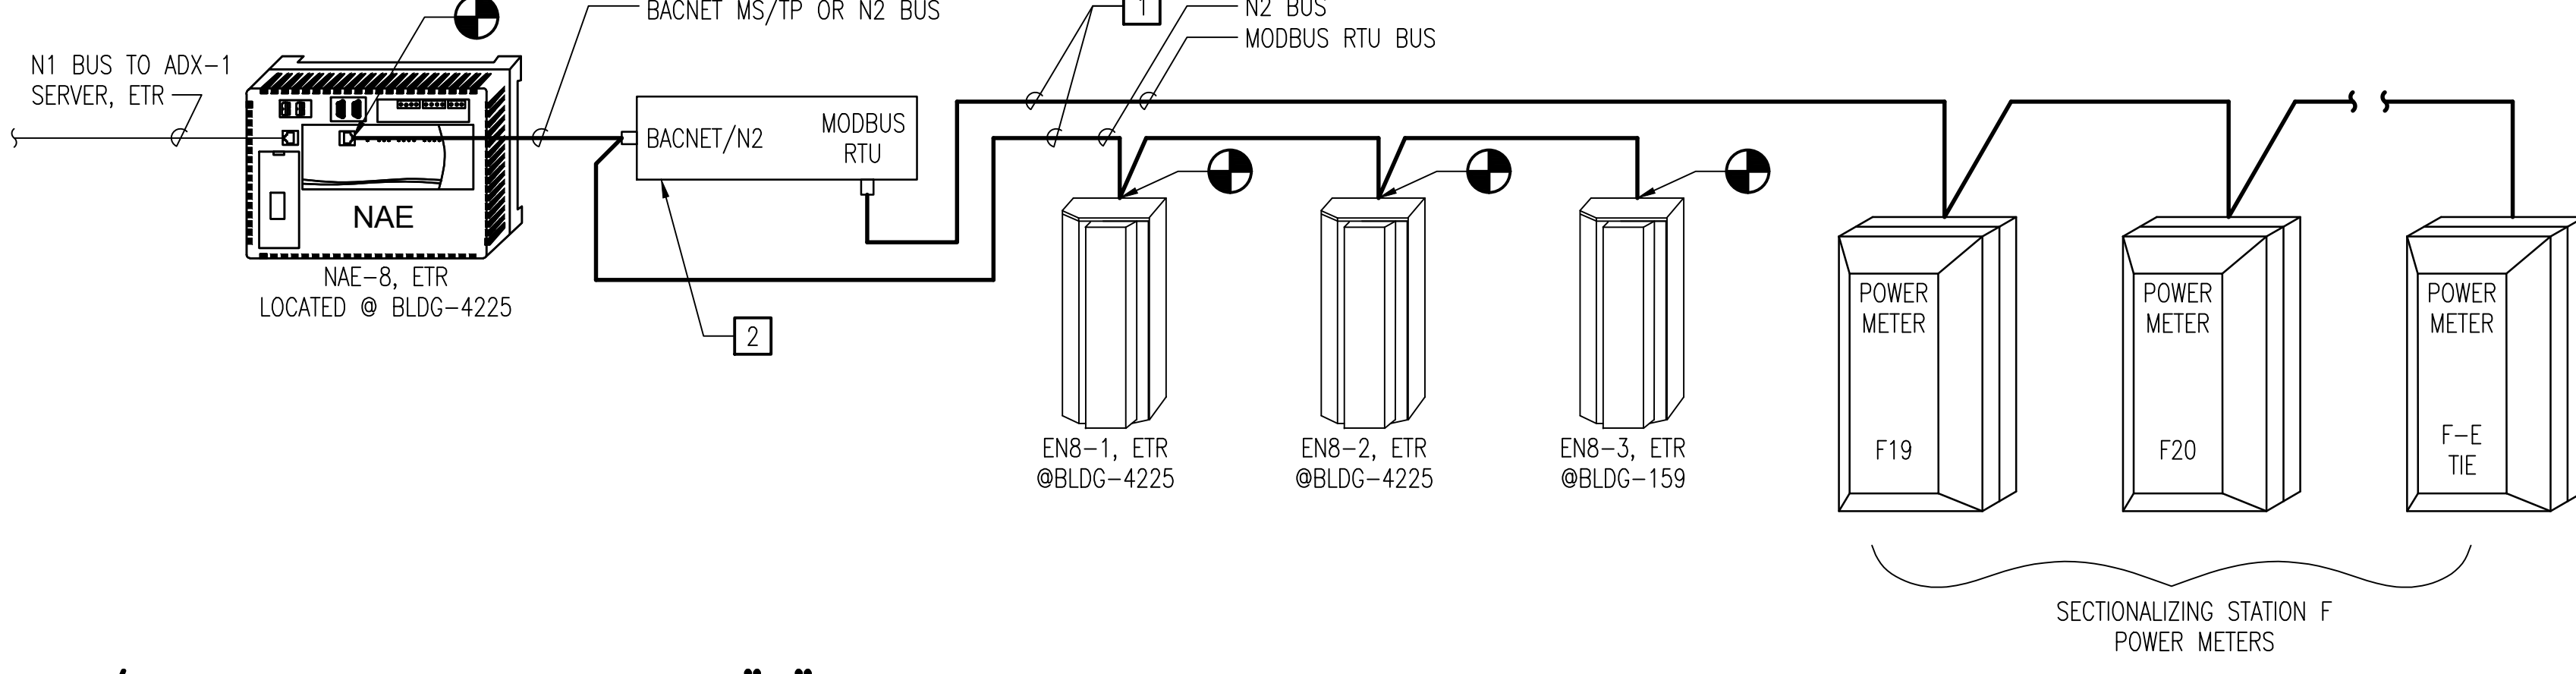 BACNET MS/TP OR N2 BUS
1
N2 BUS
MODBUS RTU BUS
N1 BUS TO ADX-1
SERVER, ETR
BACNET/N2
MODBUS
RTU
NAE
NAE-8, ETR
LOCATED @ BLDG-4225
2
EN8-1, ETR
@BLDG-4225
EN8-2, ETR
@BLDG-4225
EN8-3, ETR
@BLDG-159
POWER
METER
F19
POWER
METER
F20
POWER
METER
F-E
TIE
SECTIONALIZING STATION F
POWER METERS